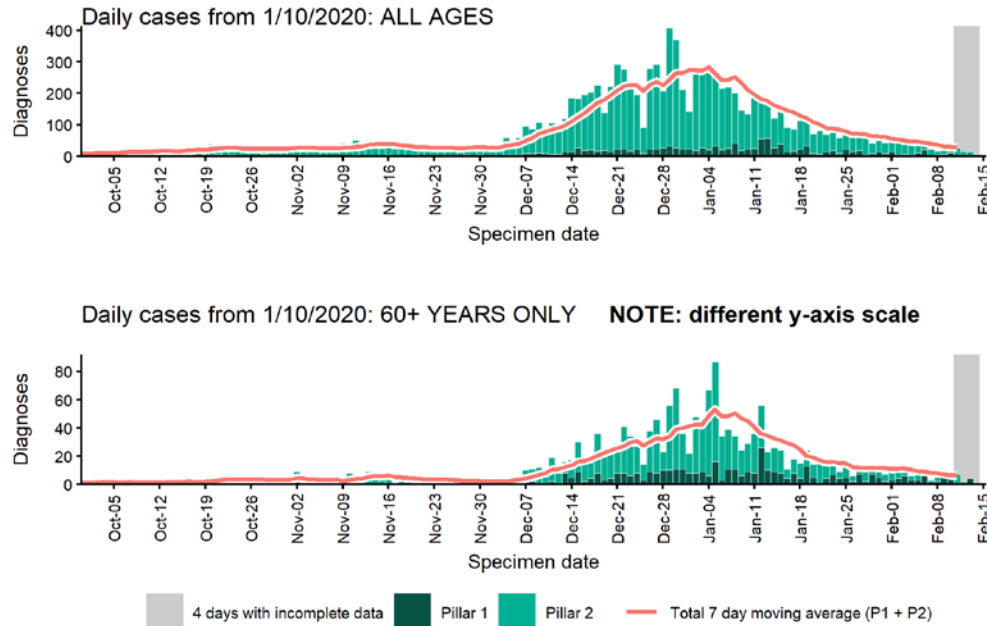 Daily cases from 1/10/2020: ALL AGES
Diagnoses
400
300
200
100
0
Oct-05
Oct-12
Oct-19
Oct-26
Nov-02
Nov-09
Nov-16
Nov-23
Nov-30
Dec-07
Dec-14
Dec-21
Dec-28
Jan-04
Jan-11
Jan-18
Jan-25
Feb-01
Feb-08
Feb-15
Specimen date
Daily cases from 1/10/2020: 60+ YEARS ONLY NOTE: different y-axis scale
Diagnoses
80
60
40
20
0
Oct-05
Oct-12
Oct-19
Oct-26
Nov-02
Nov-09
Nov-16
Nov-23
Nov-30
Dec-07
Dec-14
Dec-21
Dec-28
Jan-04
Jan-11
Jan-18
Jan-25
Feb-01
Feb-08
Feb-15
Specimen date
4 days with incomplete data Pillar 1 Pillar 2 Total 7 day moving average (P1 + P2)